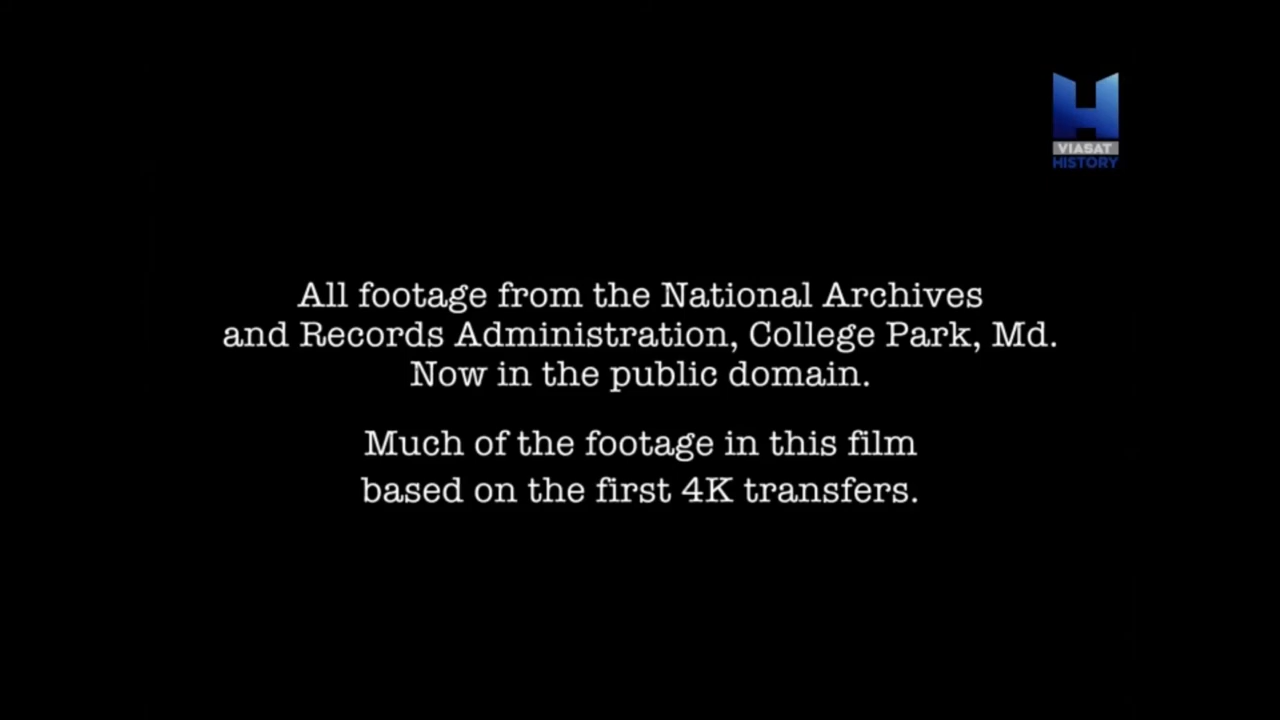 VIASAT
HISTORY
All footage from the National Archives
and Records Administration, College Park, Md.
Now in the public domain.
Much of the footage in this film
based on the first 4K transfers.